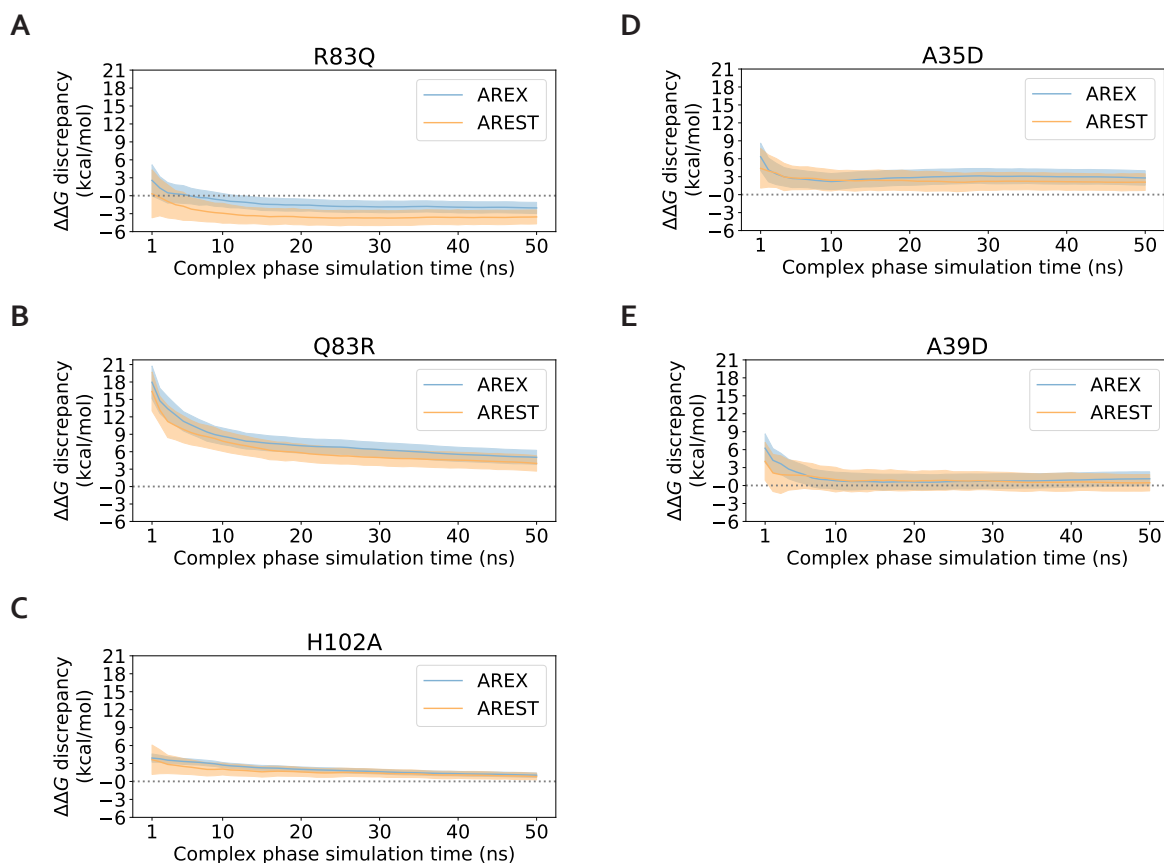 A
R83Q
21
18
15
12
9
6
3
−0
−3
−6
ΔΔG discrepancy
(kcal/mol)
AREX
AREST
1 10 20 30 40 50
Complex phase simulation time (ns)
B
Q83R
21
18
15
12
9
6
3
−0
−3
−6
ΔΔG discrepancy
(kcal/mol)
AREX
AREST
1 10 20 30 40 50
Complex phase simulation time (ns)
C
H102A
21
18
15
12
9
6
3
−0
−3
−6
ΔΔG discrepancy
(kcal/mol)
AREX
AREST
1 10 20 30 40 50
Complex phase simulation time (ns)
D
A35D
21
18
15
12
9
6
3
−0
−3
−6
ΔΔG discrepancy
(kcal/mol)
AREX
AREST
1 10 20 30 40 50
Complex phase simulation time (ns)
E
A39D
21
18
15
12
9
6
3
−0
−3
−6
ΔΔG discrepancy
(kcal/mol)
AREX
AREST
1 10 20 30 40 50
Complex phase simulation time (ns)